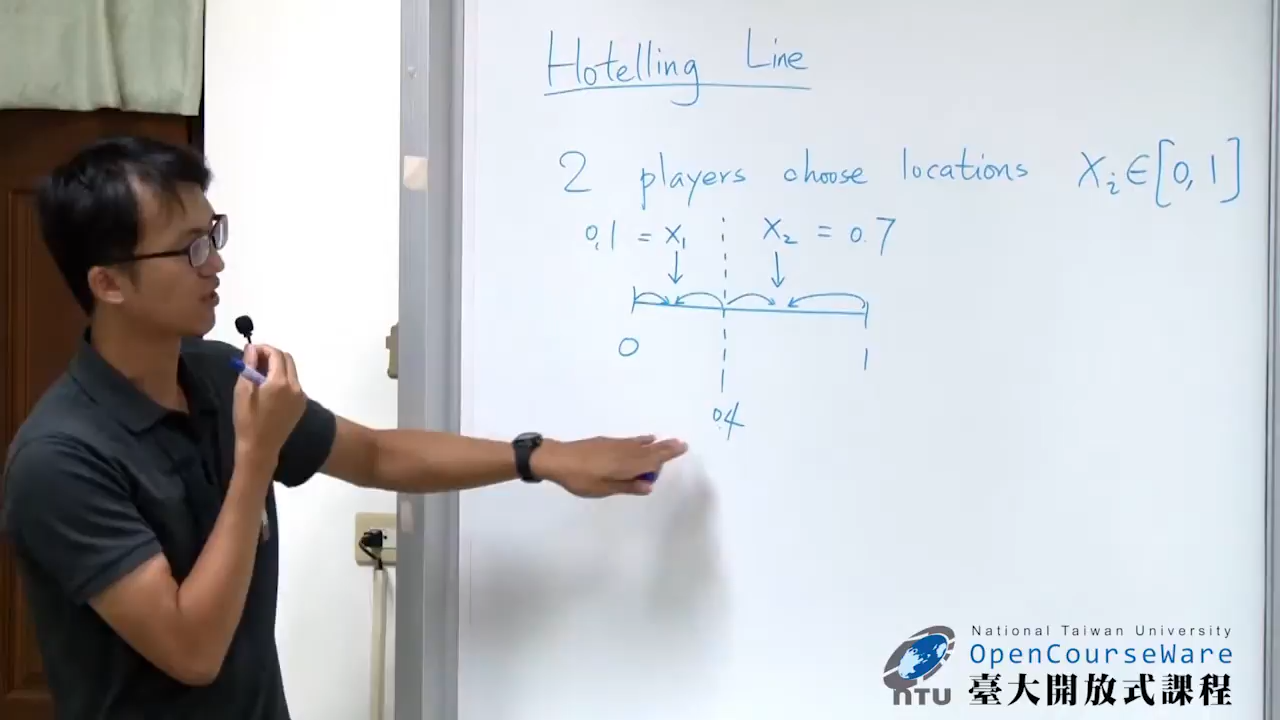 Hotelling Line
2 players choose locations Xᵢ∈[0,1]
0.1 = X₁ X₂ = 0.7
0 1
0.4
National Taiwan University
OpenCourseWare
NTU 臺大開放式課程